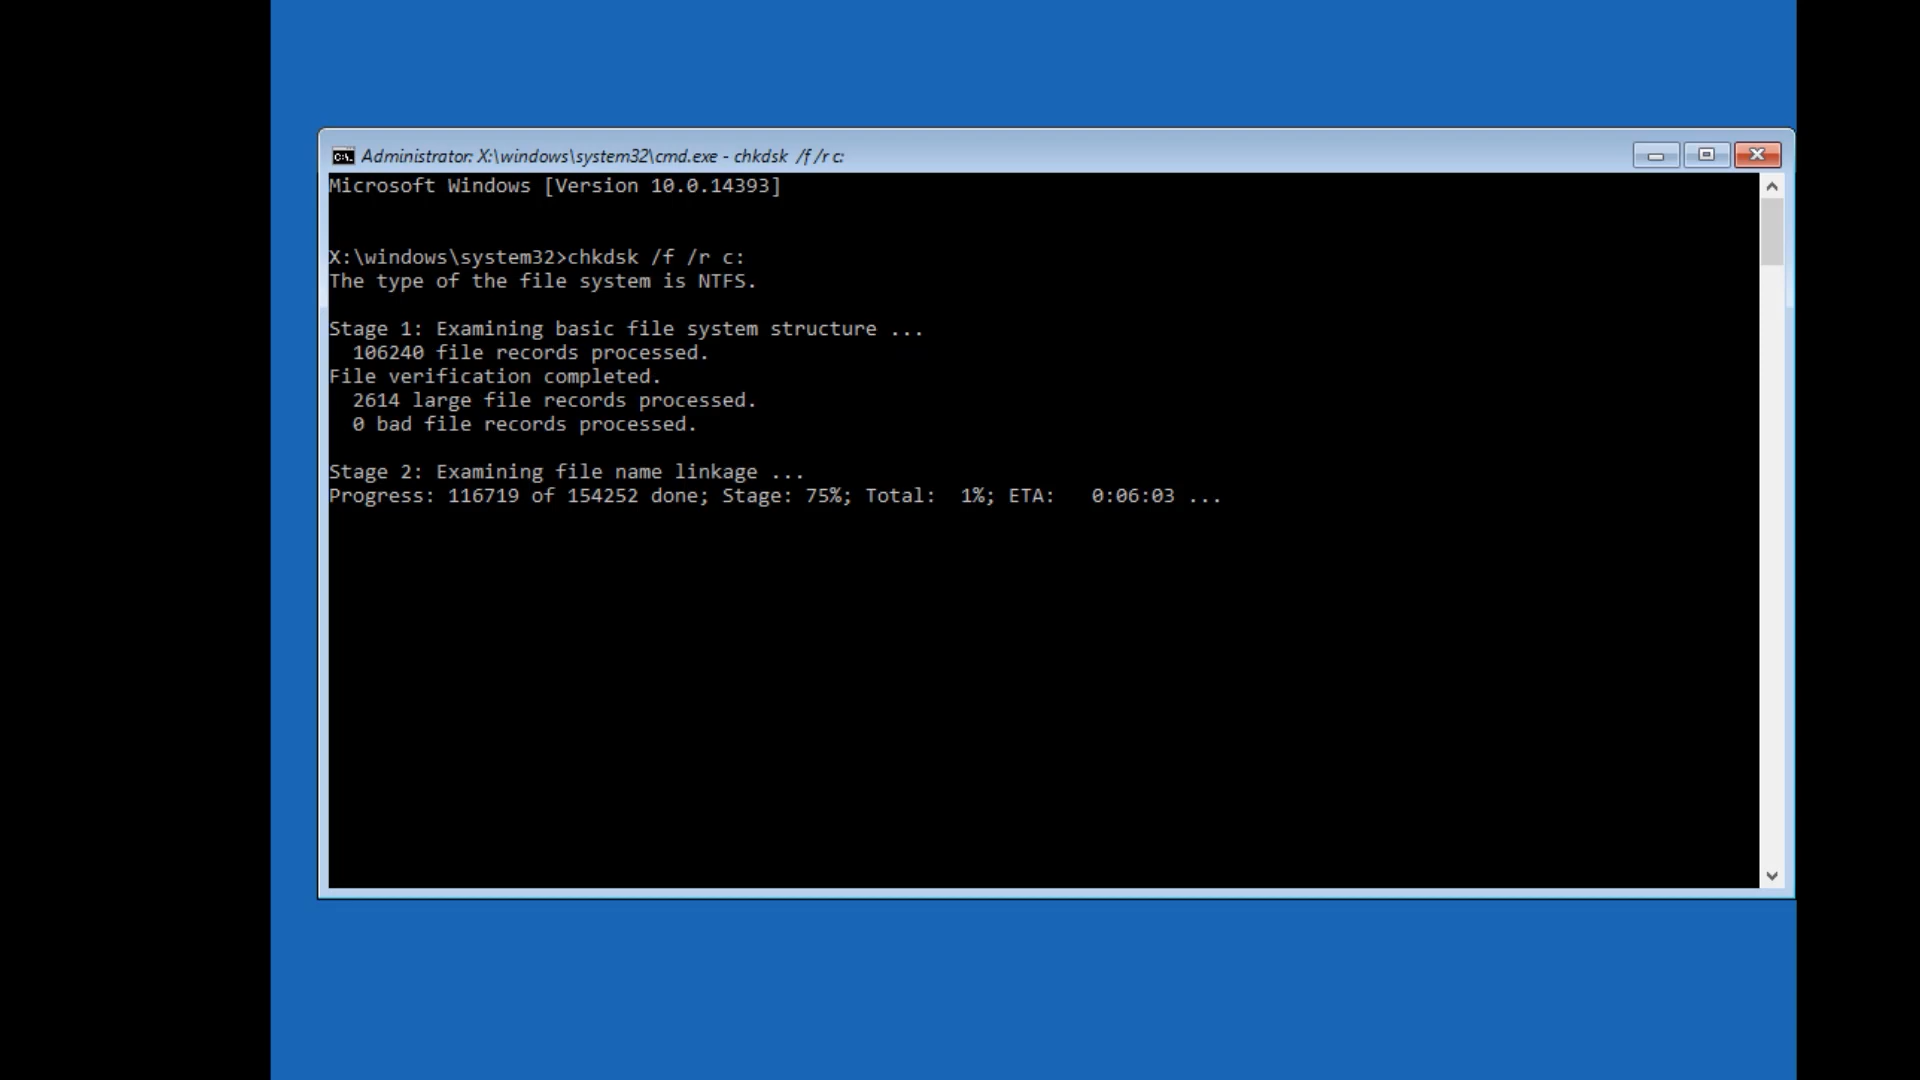 Administrator: X:\windows\system32\cmd.exe - chkdsk /f /r c:
Microsoft Windows [Version 10.0.14393]
X:\windows\system32>chkdsk /f /r c:
The type of the file system is NTFS.
Stage 1: Examining basic file system structure ...
106240 file records processed.
File verification completed.
2614 large file records processed.
0 bad file records processed.
Stage 2: Examining file name linkage ...
Progress: 116719 of 154252 done; Stage: 75%; Total:  1%; ETA:   0:06:03 ...